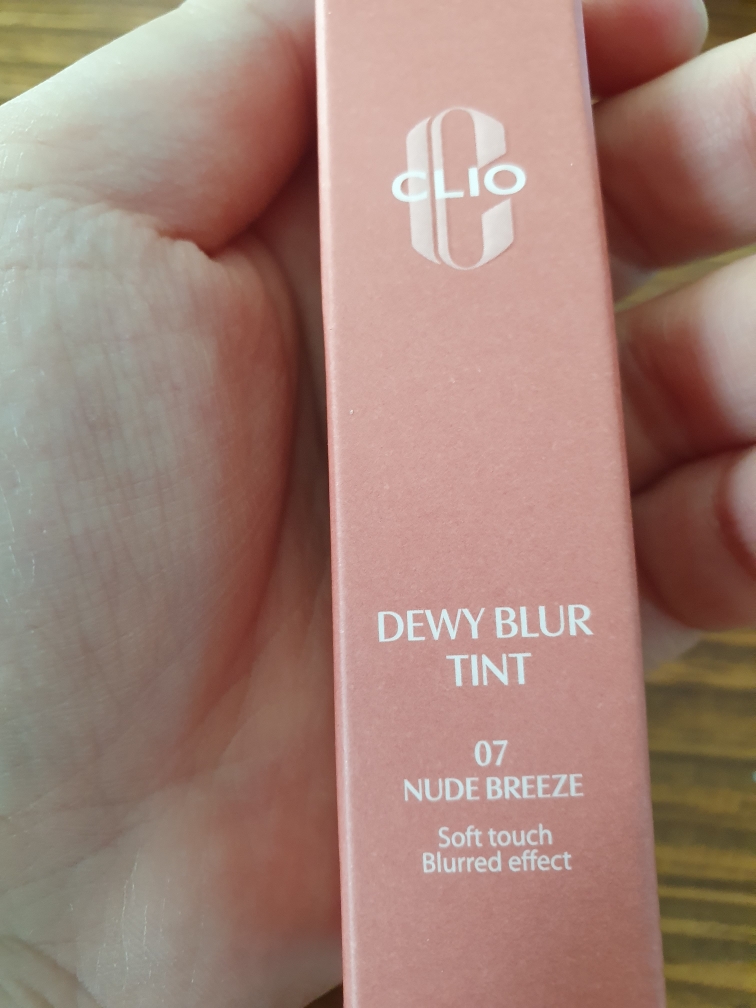 CLIO
DEWY BLUR
TINT
07
NUDE BREEZE
Soft touch
Blurred effect